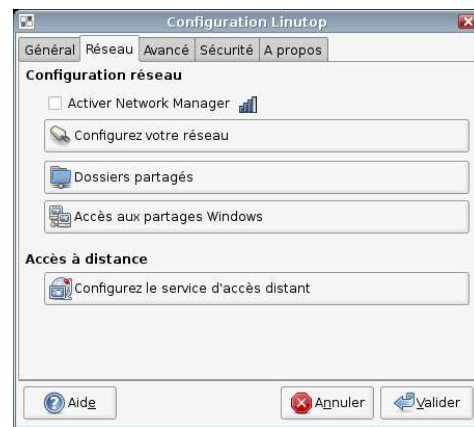 Configuration Linutop
Général Réseau Avancé Sécurité A propos
Configuration réseau
Activer Network Manager
Configurez votre réseau
Dossiers partagés
Accès aux partages Windows
Accès à distance
Configurez le service d'accès distant
Aide Annuler Valider